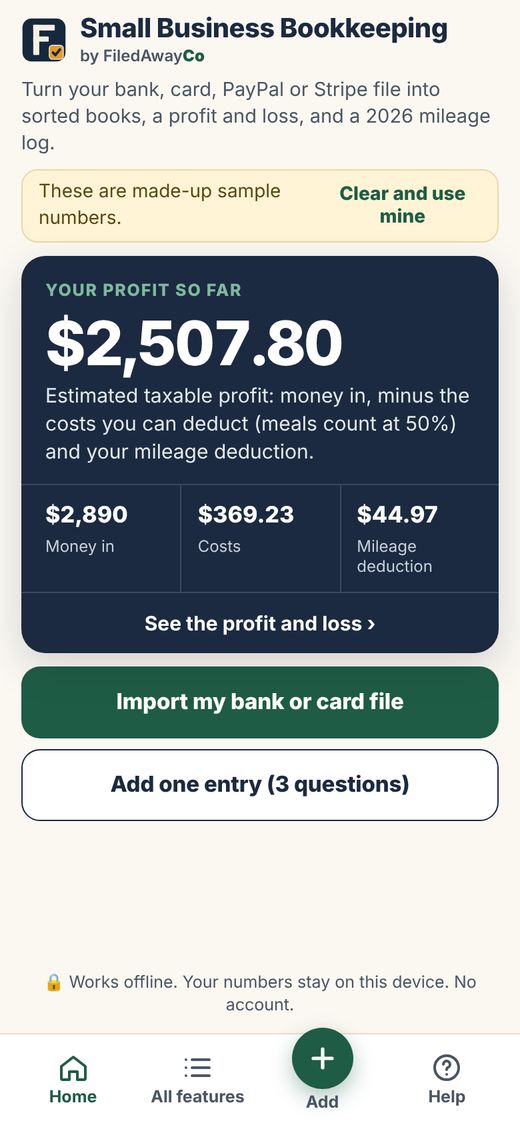 F
Small Business Bookkeeping
by FiledAwayCo
Turn your bank, card, PayPal or Stripe file into
sorted books, a profit and loss, and a 2026 mileage
log.
These are made-up sample
numbers.
Clear and use
mine
YOUR PROFIT SO FAR
$2,507.80
Estimated taxable profit: money in, minus the
costs you can deduct (meals count at 50%)
and your mileage deduction.
$2,890
Money in
$369.23
Costs
$44.97
Mileage
deduction
See the profit and loss ›
Import my bank or card file
Add one entry (3 questions)
🔒 Works offline. Your numbers stay on this device. No
account.
Home
All features
Add
Help